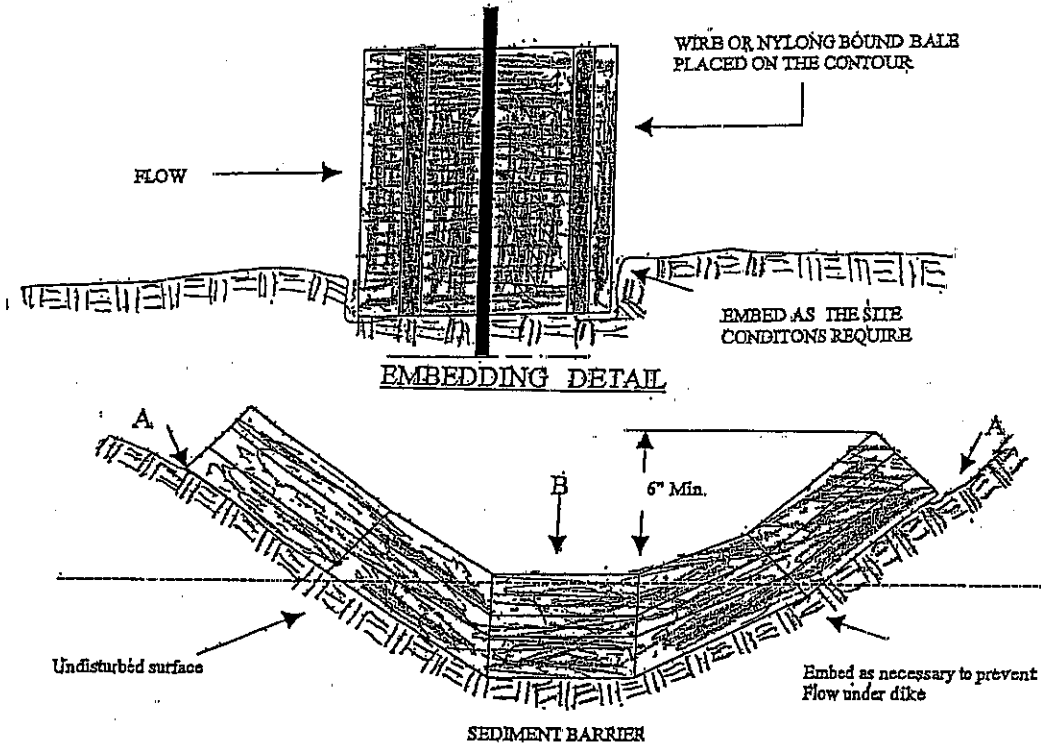 WIRE OR NYLONG BOUND BALE
PLACED ON THE CONTOUR
FLOW
EMBED AS THE SITE
CONDITONS REQUIRE
EMBEDDING DETAIL
A
A
B
6" Min.
Undisturbed surface
Embed as necessary to prevent
Flow under dike
SEDIMENT BARRIER